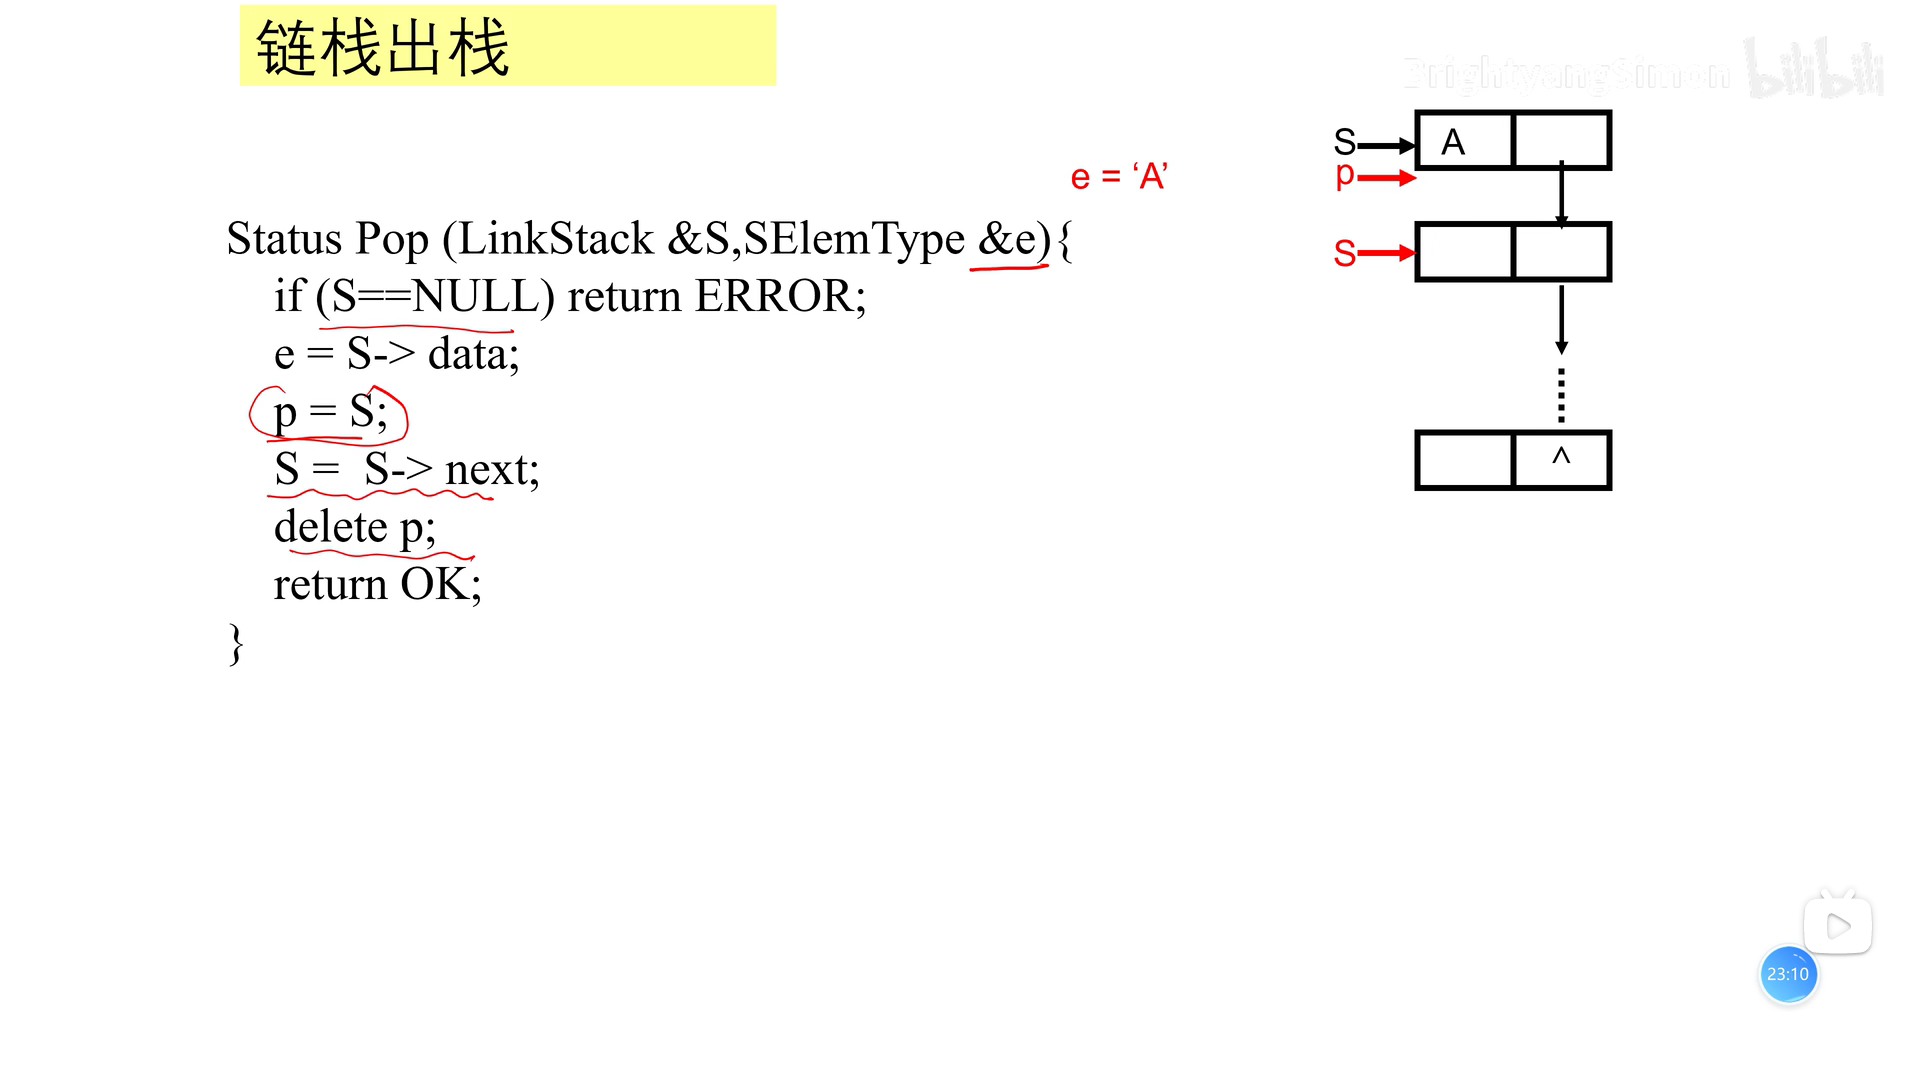 链栈出栈
BrightyangSimon bilibili
S A
e = ‘A’
p
Status Pop (LinkStack &S,SElemType &e){
S
if (S==NULL) return ERROR;
e = S-> data;
p = S;
S = S-> next;
^
delete p;
return OK;
}
23:10